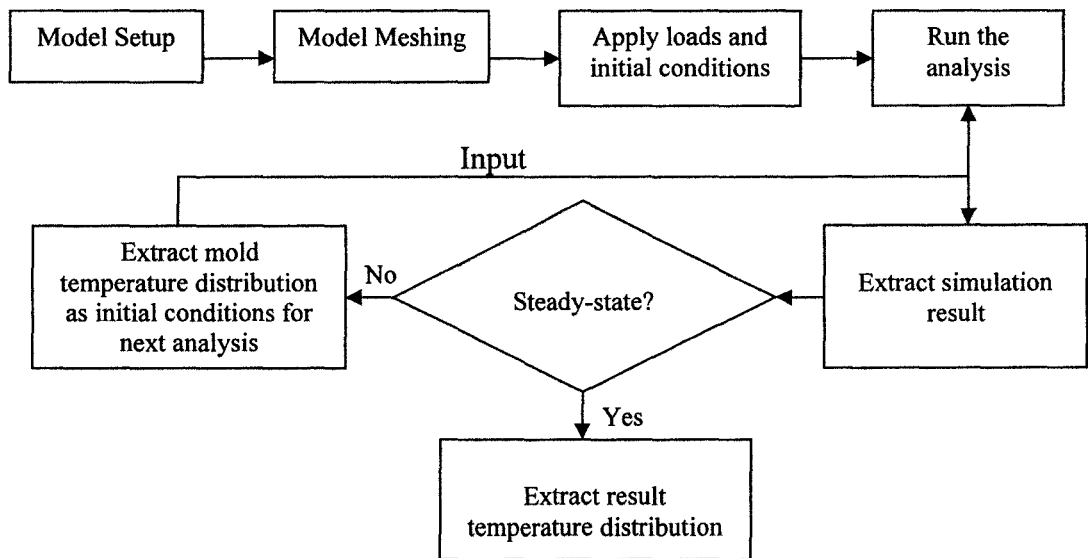 Model Setup
Model Meshing
Apply loads and
initial conditions
Run the
analysis
Input
Extract mold
temperature distribution
as initial conditions for
next analysis
No
Steady-state?
Extract simulation
result
Yes
Extract result
temperature distribution